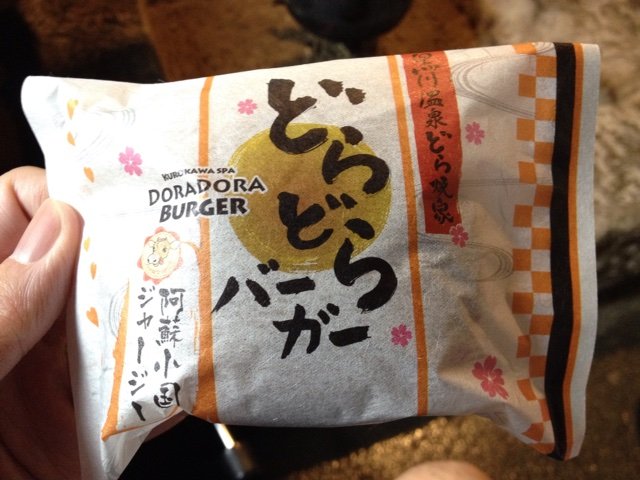 黒川温泉どら焼家
どらどら
バーガー
KUROKAWA SPA
DORADORA
BURGER
阿蘇小国
ジャージー